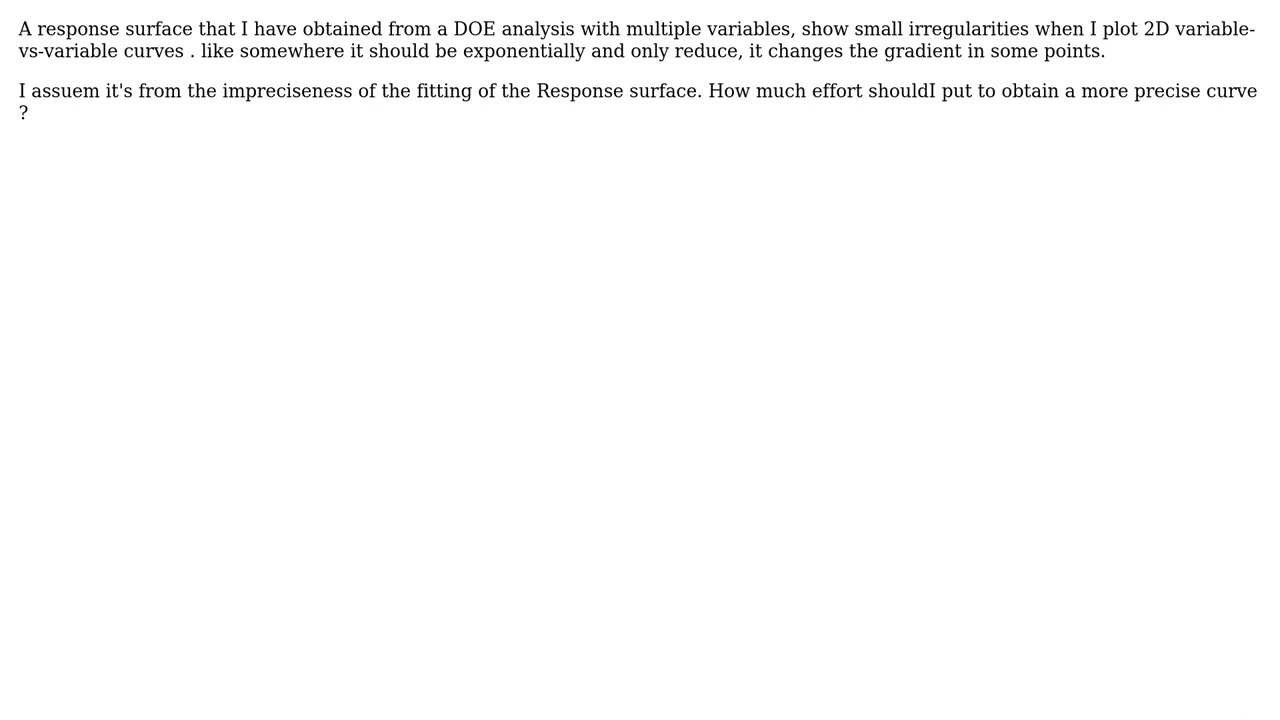 A response surface that I have obtained from a DOE analysis with multiple variables, show small irregularities when I plot 2D variable-
vs-variable curves . like somewhere it should be exponentially and only reduce, it changes the gradient in some points.
I assuem it's from the impreciseness of the fitting of the Response surface. How much effort shouldI put to obtain a more precise curve
?